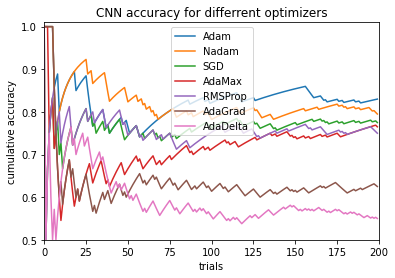 CNN accuracy for differrent optimizers
1.0
0.9
0.8
0.7
0.6
0.5
cumulative accuracy
Adam
Nadam
SGD
AdaMax
RMSProp
AdaGrad
AdaDelta
0 25 50 75 100 125 150 175 200
trials